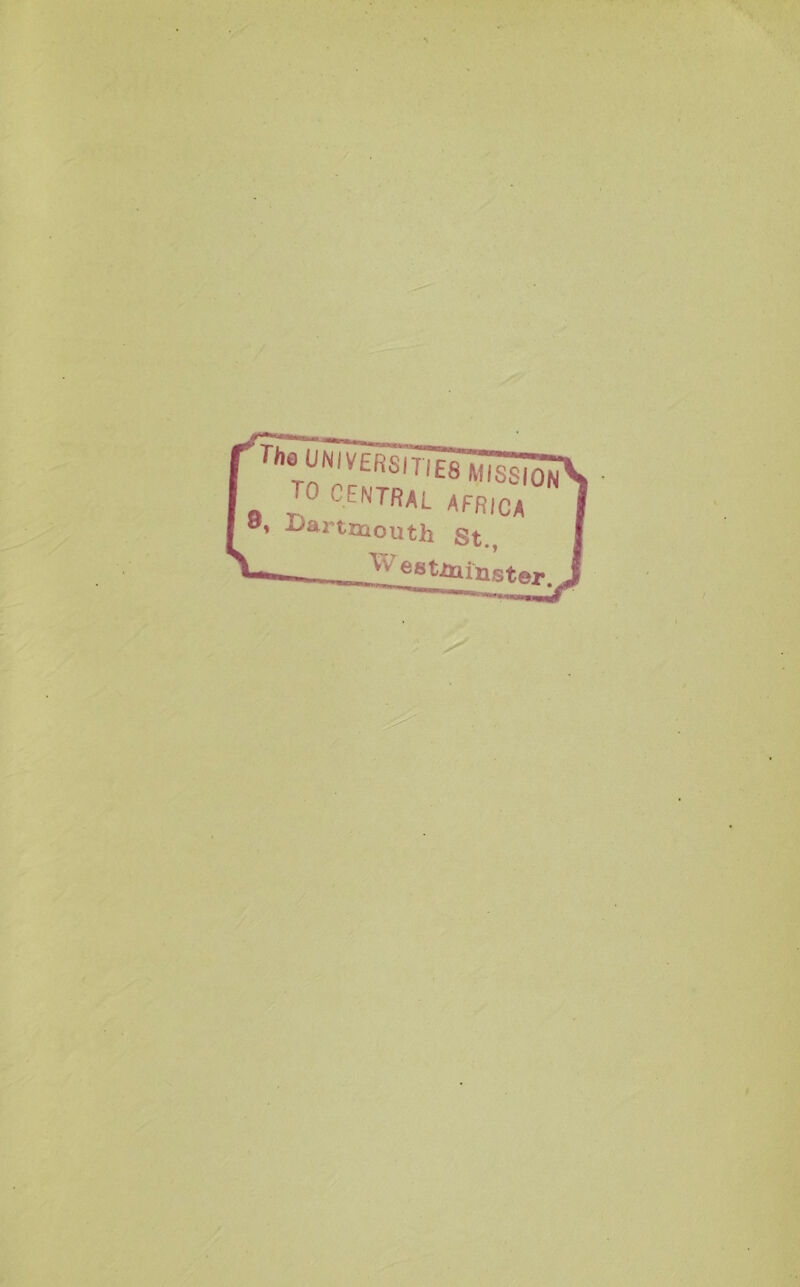 The UNIVERSITIES MISSION
TO CENTRAL AFRICA
9, Dartmouth St.,
Westminster.